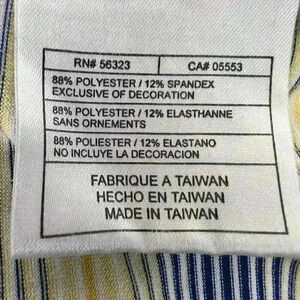 RN# 56323 CA# 05553
88% POLYESTER / 12% SPANDEX
EXCLUSIVE OF DECORATION
88% POLYESTER / 12% ELASTHANNE
SANS ORNEMENTS
88% POLIESTER / 12% ELASTANO
NO INCLUYE LA DECORACION
FABRIQUE A TAIWAN
HECHO EN TAIWAN
MADE IN TAIWAN